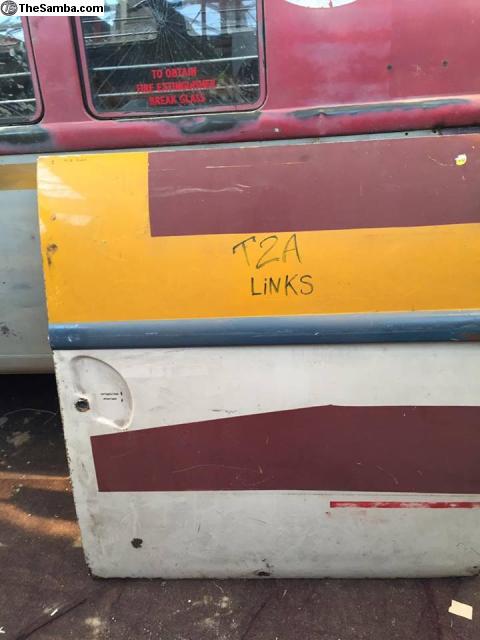 TheSamba.com
TO OBTAIN
FIRE EXTINGUISHER
BREAK GLASS
T2A
LiNKS